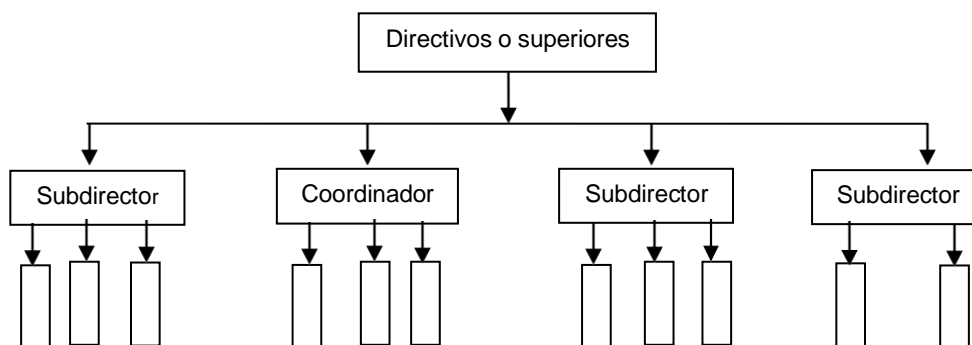 Directivos o superiores
Subdirector
Coordinador
Subdirector
Subdirector